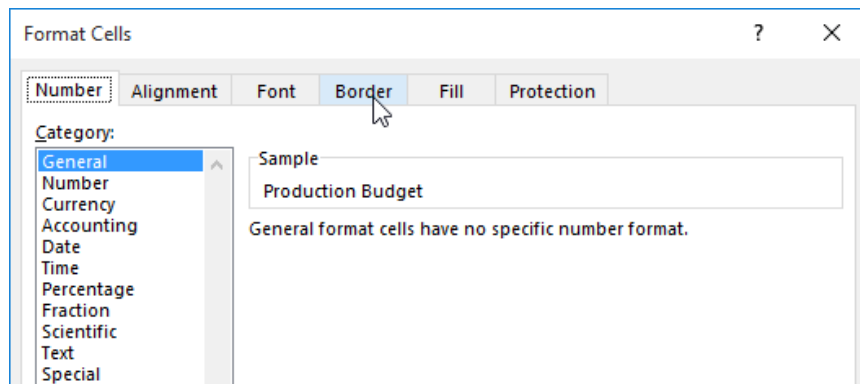 Format Cells ?
Number Alignment Font Border Fill Protection
Category:
General
Number
Currency
Accounting
Date
Time
Percentage
Fraction
Scientific
Text
Special
Sample
Production Budget
General format cells have no specific number format.